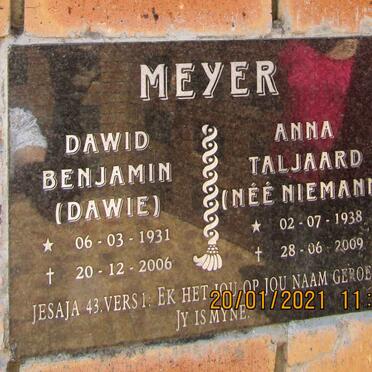 MEYER
DAWID
BENJAMIN
(DAWIE)
★ 06-03-1931
† 20-12-2006
ANNA
TALJAARD
(NÉÉ NIEMANN
★ 02-07-1938
† 28-06-2009
JESAJA 43.VERS 1: EK HET JOU OP JOU NAAM GEROE
JY IS MYNE.
20/01/2021 11: